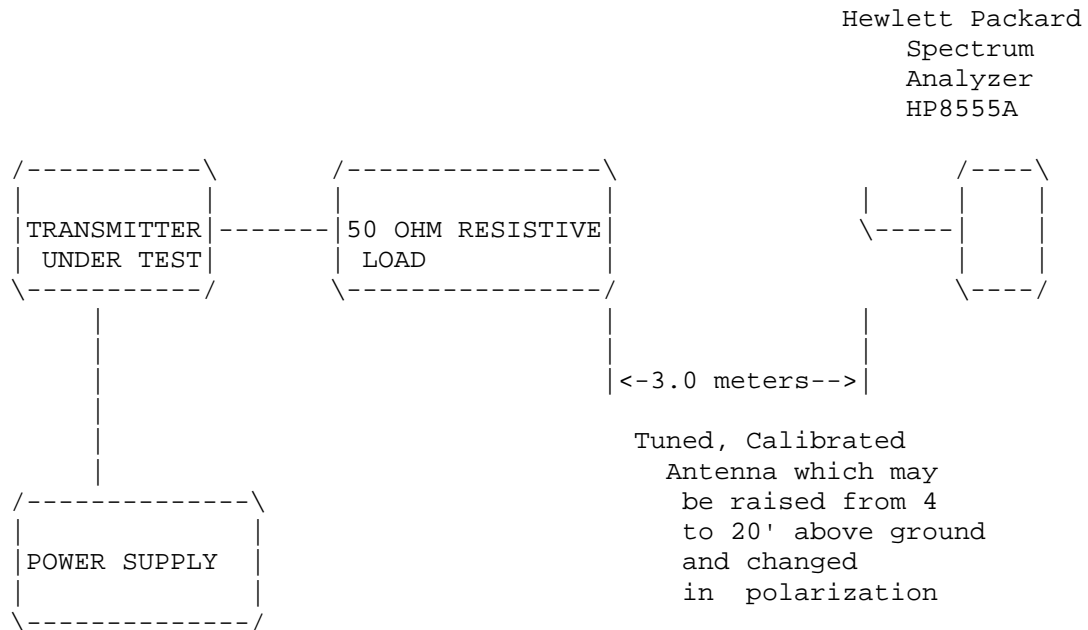 Hewlett Packard
Spectrum
Analyzer
HP8555A
TRANSMITTER
UNDER TEST
50 OHM RESISTIVE
LOAD
<-3.0 meters-->
Tuned, Calibrated
Antenna which may
be raised from 4
to 20' above ground
and changed
in polarization
POWER SUPPLY